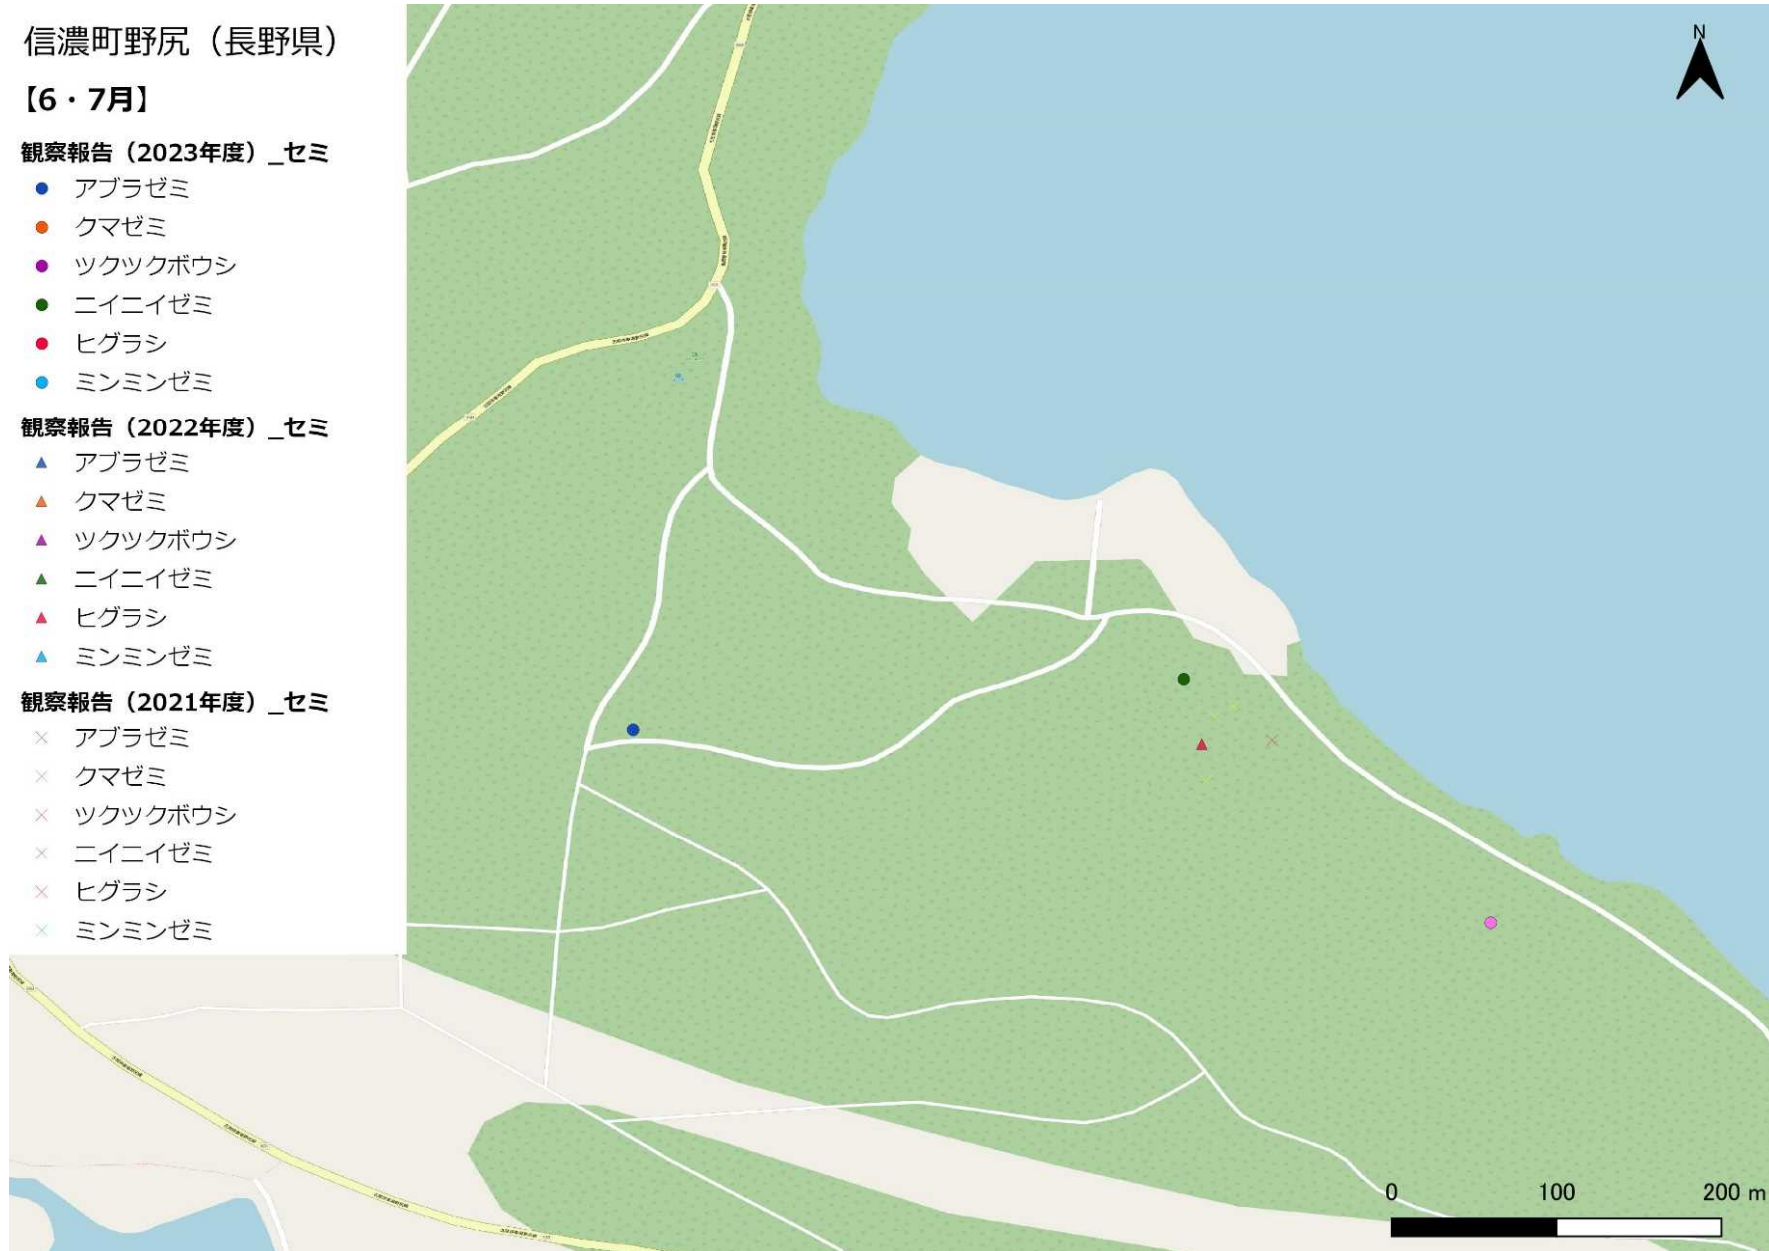 信濃町野尻（長野県）
【6・7月】
観察報告（2023年度）_セミ
アブラゼミ
クマゼミ
ツクツクボウシ
ニイニイゼミ
ヒグラシ
ミンミンゼミ
観察報告（2022年度）_セミ
アブラゼミ
クマゼミ
ツクツクボウシ
ニイニイゼミ
ヒグラシ
ミンミンゼミ
観察報告（2021年度）_セミ
アブラゼミ
クマゼミ
ツクツクボウシ
ニイニイゼミ
ヒグラシ
ミンミンゼミ
N
0 100 200 m